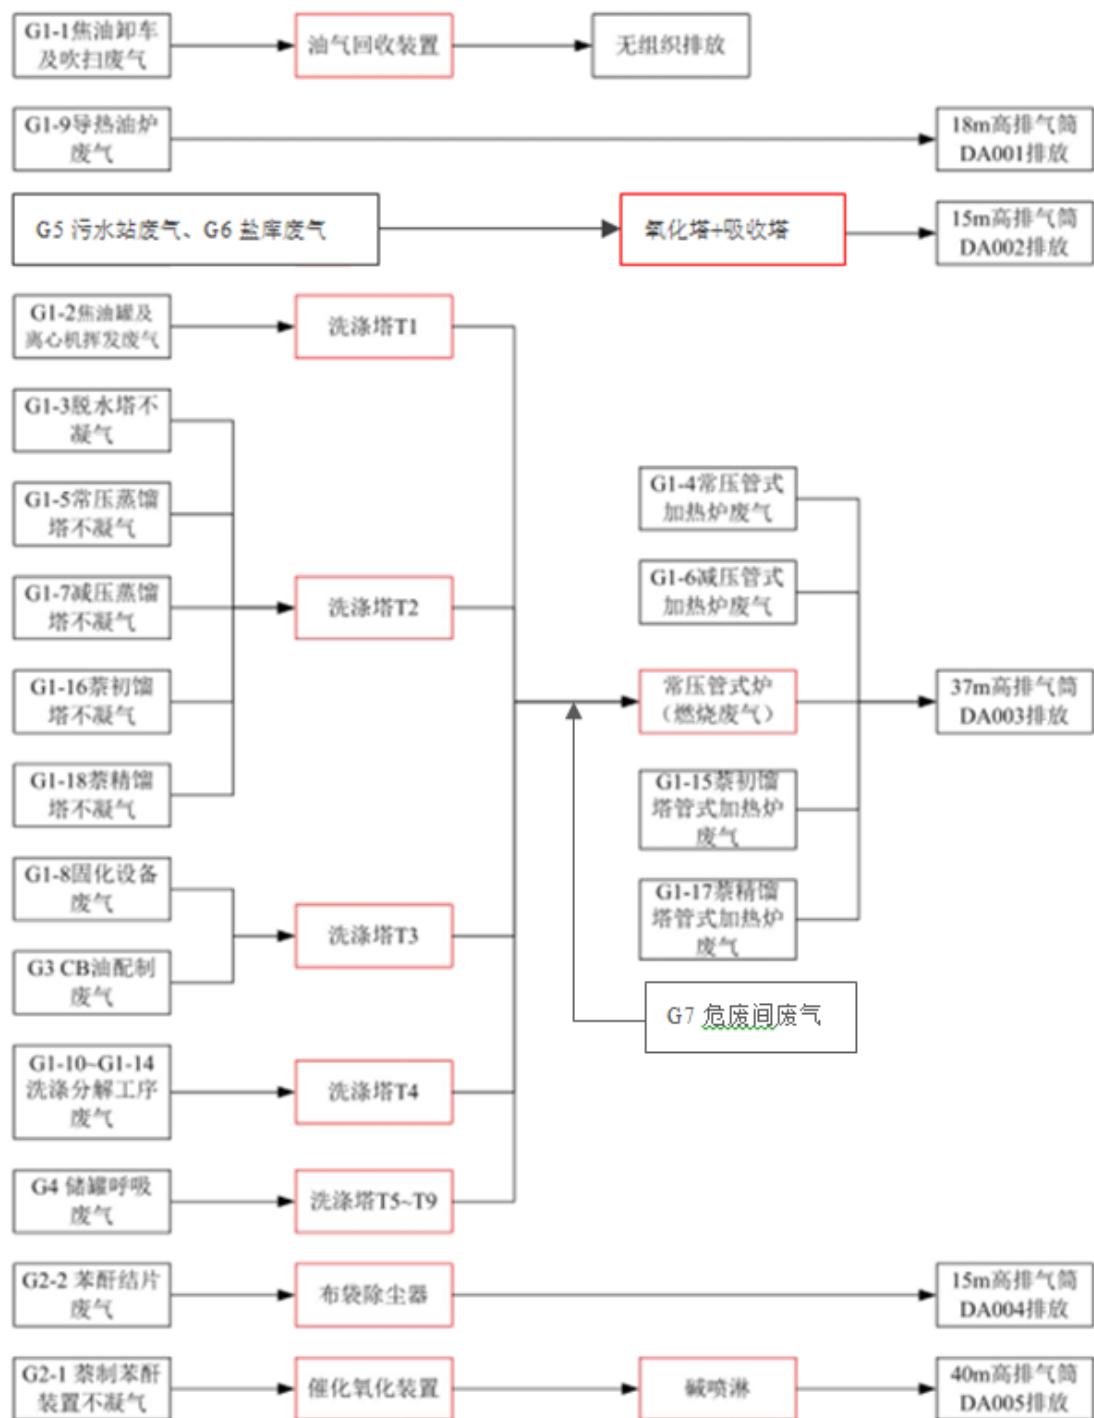 G1-1焦油卸车
及吹扫废气
油气回收装置
无组织排放
G1-9导热油炉
废气
18m高排气筒
DA001排放
G5 污水站废气、G6 盐库废气
氧化塔+吸收塔
15m高排气筒
DA002排放
G1-2焦油罐及
离心机挥发废气
洗涤塔T1
G1-3脱水塔不
凝气
G1-5常压蒸馏
塔不凝气
G1-7减压蒸馏
塔不凝气
G1-16萘初馏
塔不凝气
G1-18萘精馏
塔不凝气
洗涤塔T2
G1-4常压管式
加热炉废气
G1-6减压管式
加热炉废气
常压管式炉
（燃烧废气）
G1-15萘初馏
塔管式加热炉
废气
G1-17萘精馏
塔管式加热炉
废气
37m高排气筒
DA003排放
G1-8固化设备
废气
G3 CB油配制
废气
洗涤塔T3
G7 危废间废气
G1-10~G1-14
洗涤分解工序
废气
洗涤塔T4
G4 储罐呼吸
废气
洗涤塔T5~T9
G2-2 苯酐结片
废气
布袋除尘器
15m高排气筒
DA004排放
G2-1 萘制苯酐
装置不凝气
催化氧化装置
碱喷淋
40m高排气筒
DA005排放